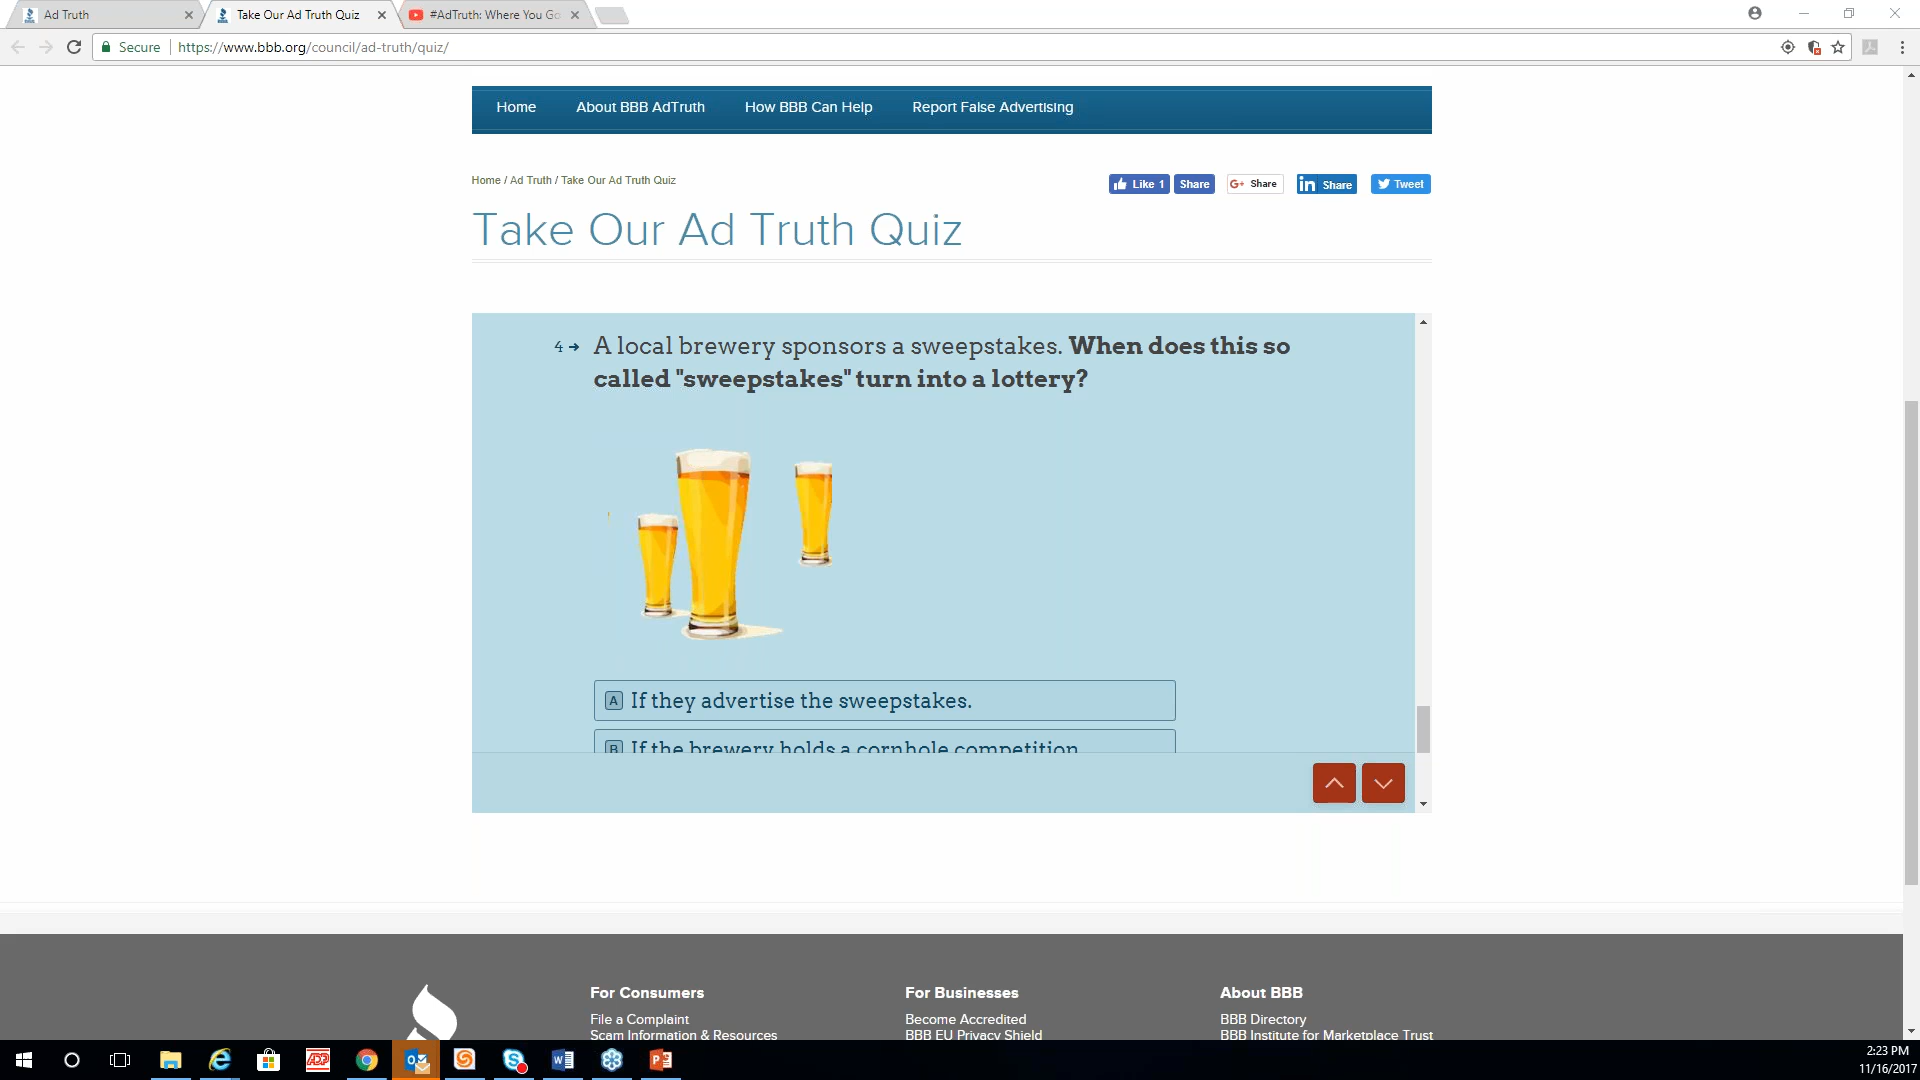 Ad Truth
Take Our Ad Truth Quiz
#AdTruth: Where You Go
Secure
https://www.bbb.org/council/ad-truth/quiz/
Home About BBB AdTruth How BBB Can Help Report False Advertising
Home / Ad Truth / Take Our Ad Truth Quiz
Like 1 Share G+ Share in Share Tweet
Take Our Ad Truth Quiz
4 A local brewery sponsors a sweepstakes. When does this so
called "sweepstakes" turn into a lottery?
A If they advertise the sweepstakes.
B If the brewery holds a cornhole competition
For Consumers For Businesses About BBB
File a Complaint Become Accredited BBB Directory
Scam Information & Resources BBB EU Privacy Shield BBB Institute for Marketplace Trust
ADP
2:23 PM
11/16/2017